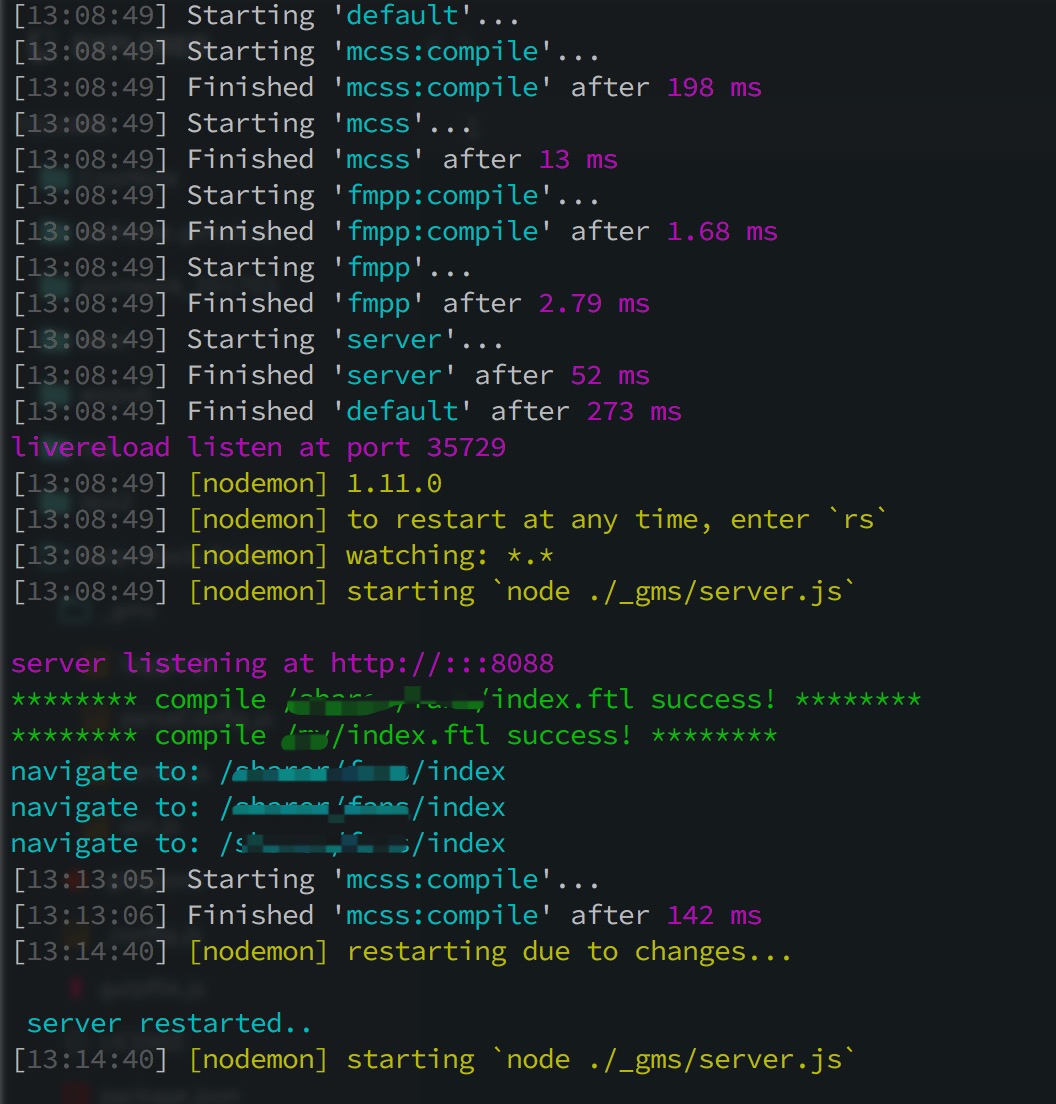 [13:08:49] Starting 'default'...
[13:08:49] Starting 'mcss:compile'...
[13:08:49] Finished 'mcss:compile' after 198 ms
[13:08:49] Starting 'mcss'...
[13:08:49] Finished 'mcss' after 13 ms
[13:08:49] Starting 'fmpp:compile'...
[13:08:49] Finished 'fmpp:compile' after 1.68 ms
[13:08:49] Starting 'fmpp'...
[13:08:49] Finished 'fmpp' after 2.79 ms
[13:08:49] Starting 'server'...
[13:08:49] Finished 'server' after 52 ms
[13:08:49] Finished 'default' after 273 ms
livereload listen at port 35729
[13:08:49] [nodemon] 1.11.0
[13:08:49] [nodemon] to restart at any time, enter `rs`
[13:08:49] [nodemon] watching: *.*
[13:08:49] [nodemon] starting `node ./_gms/server.js`
server listening at http://:::8088
******** compile /index.ftl success! ********
******** compile /index.ftl success! ********
navigate to: /index
navigate to: /index
navigate to: /index
[13:13:05] Starting 'mcss:compile'...
[13:13:06] Finished 'mcss:compile' after 142 ms
[13:14:40] [nodemon] restarting due to changes...
server restarted..
[13:14:40] [nodemon] starting `node ./_gms/server.js`